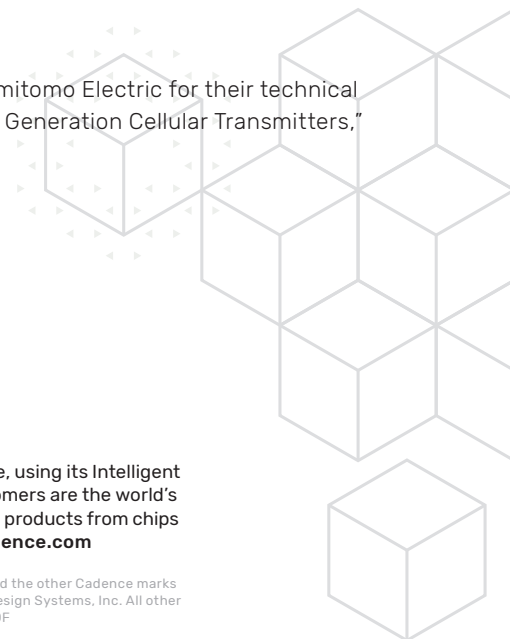 mitomo Electric for their technical
Generation Cellular Transmitters,”
e, using its Intelligent
omers are the world’s
products from chips
ence.com
d the other Cadence marks
esign Systems, Inc. All other
DF